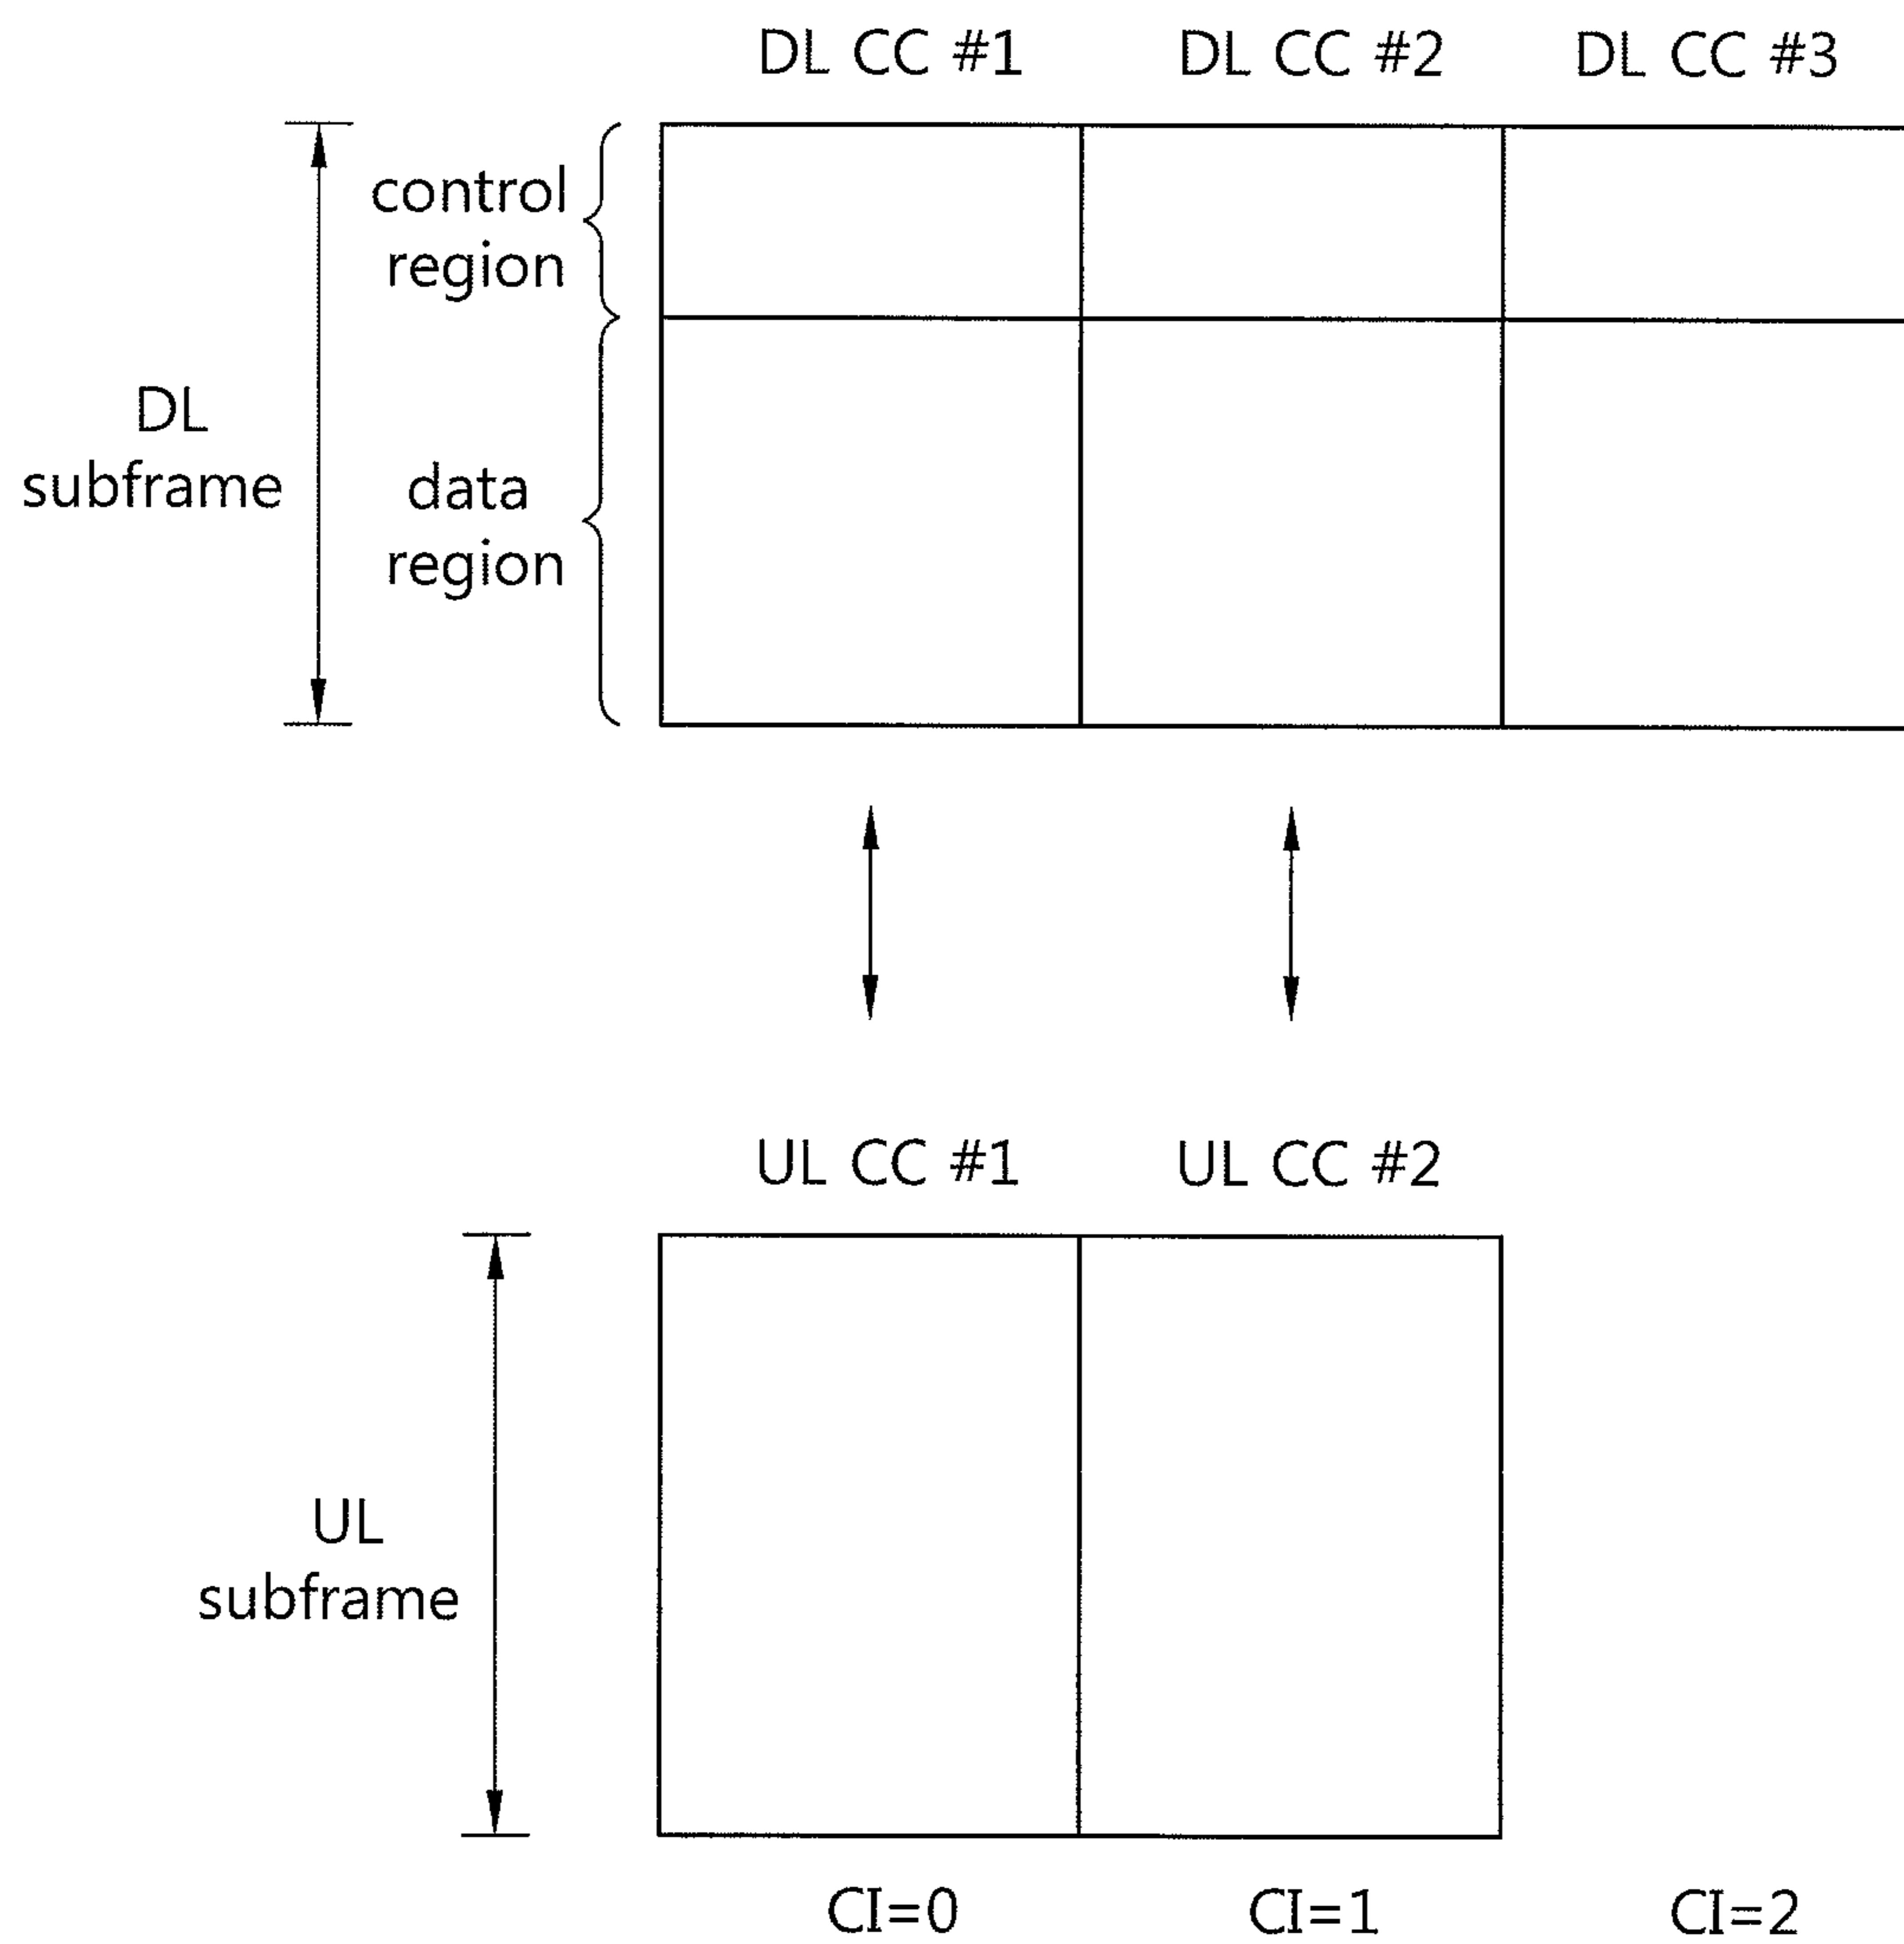 DL CC #1 DL CC #2 DL CC #3
control
region
DL
subframe
data
region
UL CC #1 UL CC #2
UL
subframe
CI=0 CI=1 CI=2